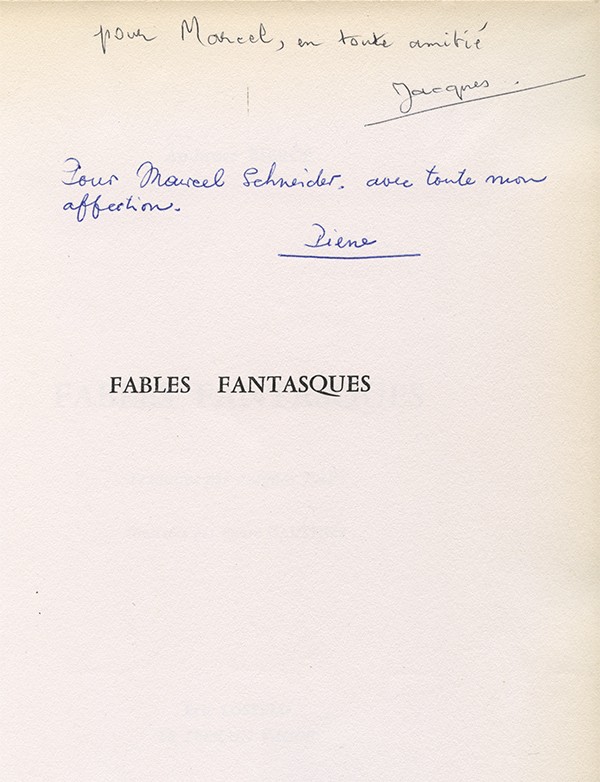 pour Marcel, en toute amitié
Jacques.
Pour Marcel Schneider. avec toute mon
affection.
Pierre
FABLES FANTASQUES